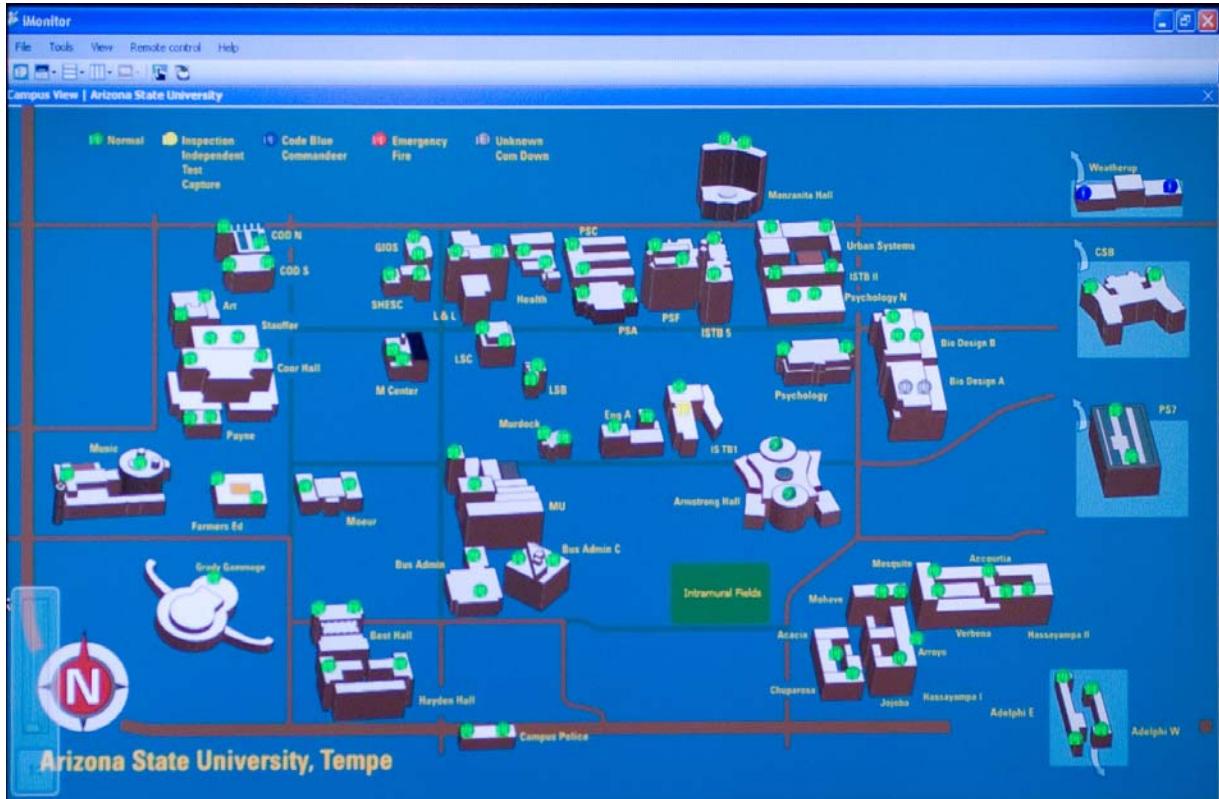 iMonitor
File Tools View Remote control Help
Campus View | Arizona State University
Normal
Inspection
Independent
Test
Capture
Code Blue
Commandeer
Emergency
Fire
Unknown
Com Down
Weatherup
Manzanita Hall
COD N
GIOS
PSC
Urban Systems
CSB
COD S
ISTB II
Health
SHESC
Psychology N
Art
L & L
PSF
Stauffer
PSA
ISTB 5
Bio Design B
LSC
Coor Hall
M Center
Bio Design A
LSB
Psychology
PS7
Eng A
Murdock
Payne
IS TB1
Music
Armstrong Hall
MU
Farmers Ed
Moeur
Bus Admin C
Bus Admin
Mesquite
Accourtia
Grady Gammage
Intramural Fields
Mohave
Acacia
Best Hall
Verbena
Hassayampa II
Arroyo
Chuparosa
Hassayampa I
Jojoba
Hayden Hall
Adelphi E
Adelphi W
Campus Police
N
Arizona State University, Tempe